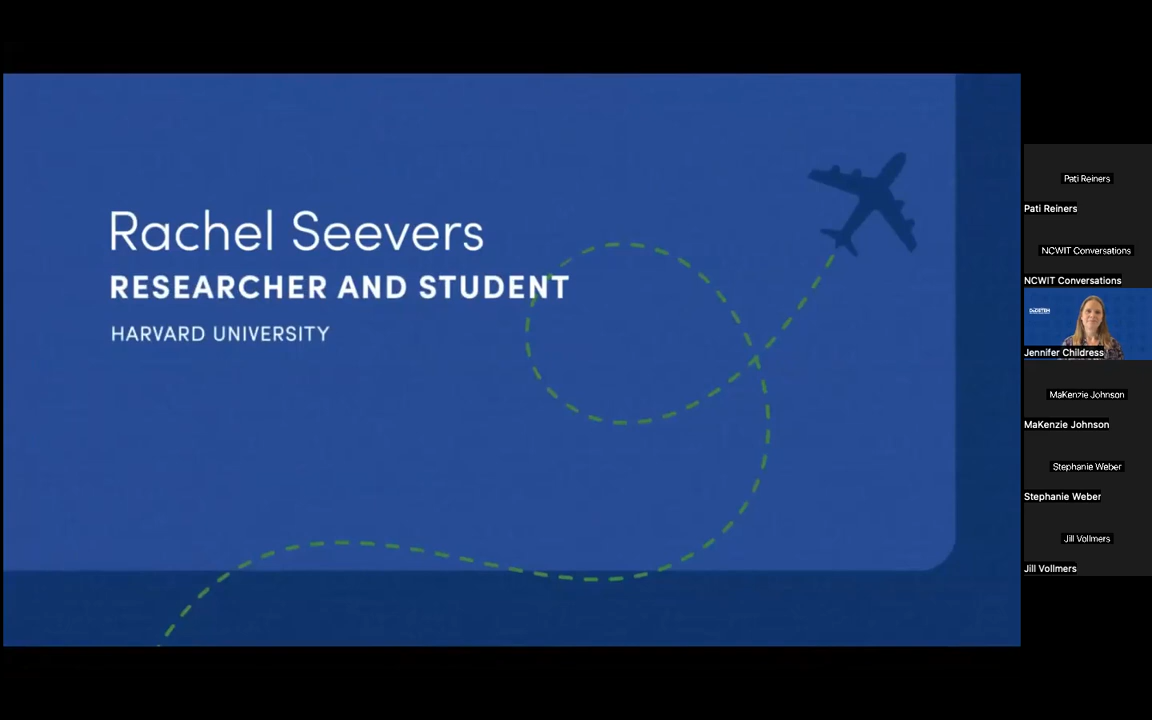 Rachel Seevers
RESEARCHER AND STUDENT
HARVARD UNIVERSITY
Pati Reiners
Pati Reiners
NCWIT Conversations
NCWIT Conversations
DoDSTEM
Jennifer Childress
MaKenzie Johnson
MaKenzie Johnson
Stephanie Weber
Stephanie Weber
Jill Vollmers
Jill Vollmers